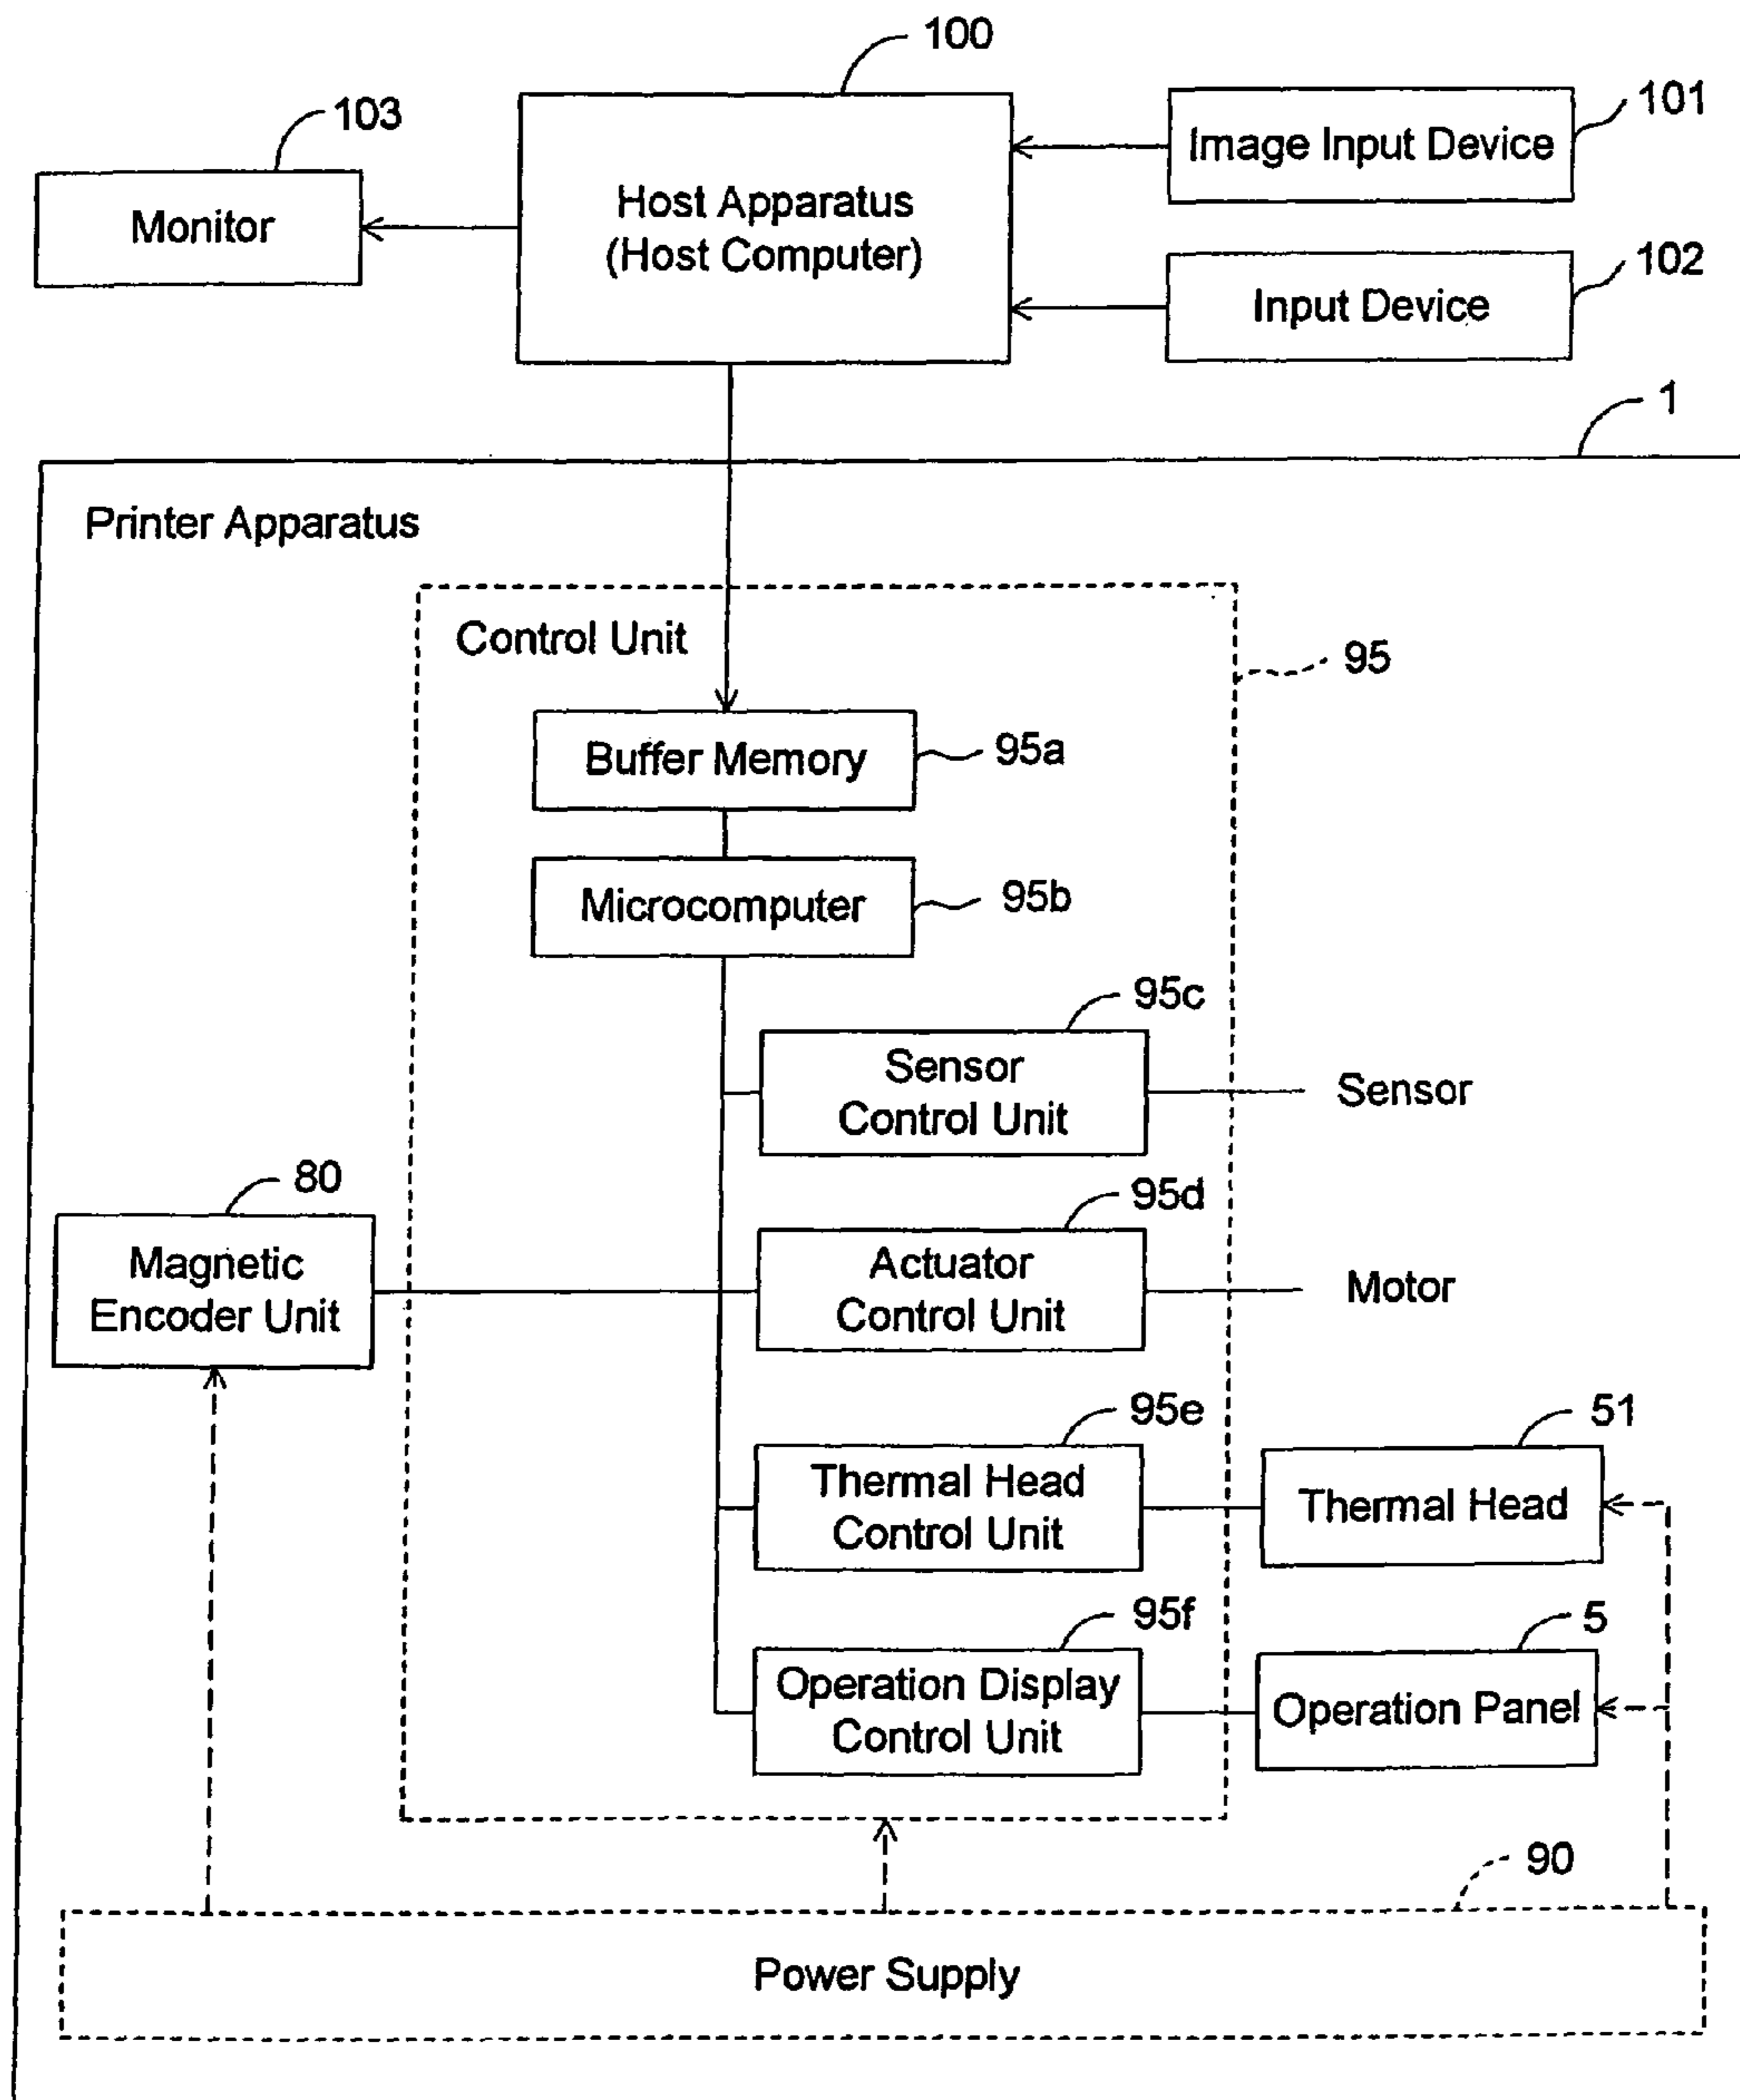 100
101
Image Input Device
103
Host Apparatus
(Host Computer)
Monitor
102
Input Device
1
Printer Apparatus
Control Unit
95
Buffer Memory
95a
Microcomputer
95b
95c
Sensor
Control Unit
Sensor
80
95d
Magnetic
Encoder Unit
Actuator
Control Unit
Motor
95e
51
Thermal Head
Control Unit
Thermal Head
95f
5
Operation Display
Control Unit
Operation Panel
90
Power Supply